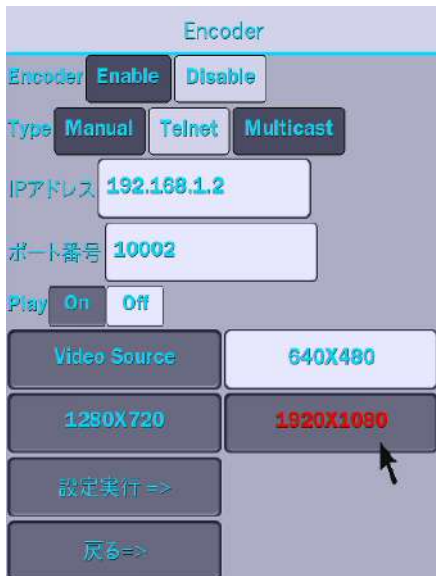 Encoder
Encoder Enable Disable
Type Manual Telnet Multicast
IPアドレス 192.168.1.2
ポート番号 10002
Play On Off
Video Source 640X480
1280X720 1920X1080
設定実行=>
戻る=>